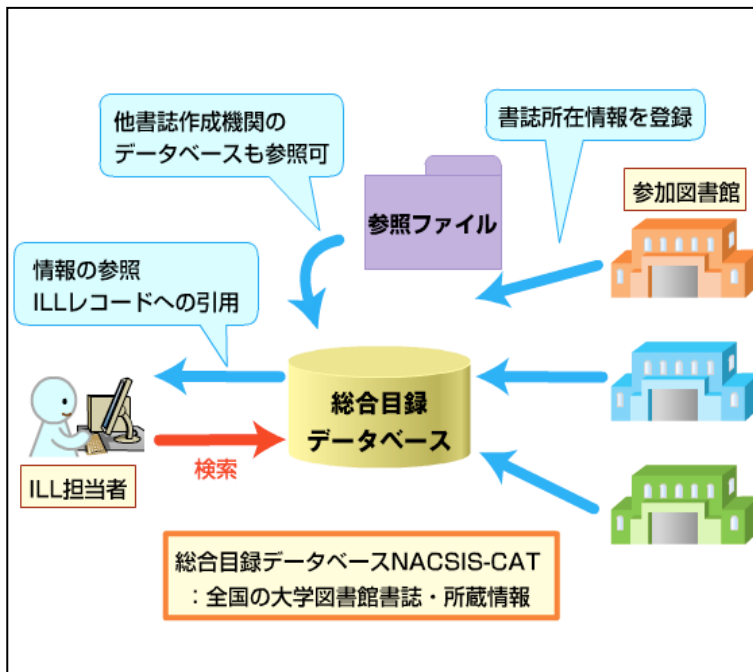 他書誌作成機関の
データベースも参照可
書誌所在情報を登録
参加図書館
参照ファイル
情報の参照
ILLレコードへの引用
総合目録
データベース
検索
ILL担当者
総合目録データベースNACSIS-CAT
：全国の大学図書館書誌・所蔵情報